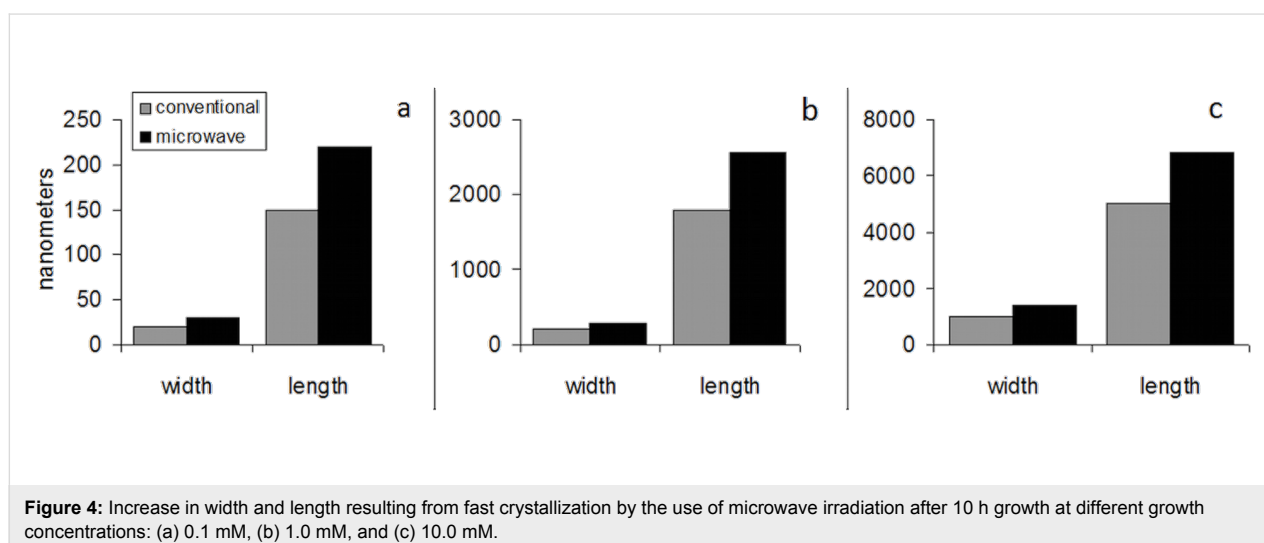 conventional
microwave
a
nanometers
250
200
150
100
50
0
width length
b
3000
2000
1000
0
width length
c
8000
6000
4000
2000
0
width length
Figure 4: Increase in width and length resulting from fast crystallization by the use of microwave irradiation after 10 h growth at different growth
concentrations: (a) 0.1 mM, (b) 1.0 mM, and (c) 10.0 mM.